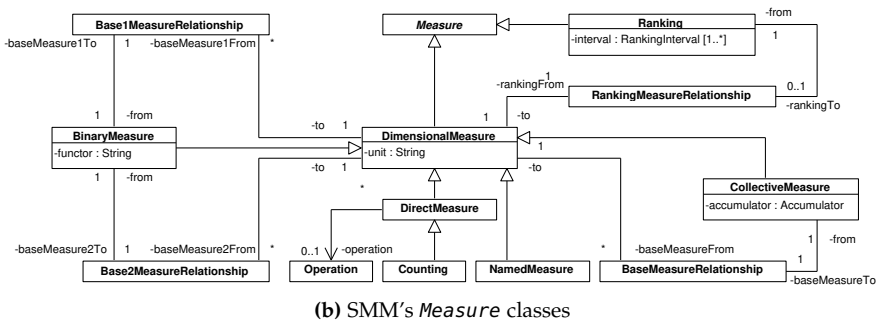 Base1MeasureRelationship
Measure
Ranking
-interval : RankingInterval [1..*]
-from
1
-baseMeasure1To
1
-baseMeasure1From
*
1
-rankingFrom
RankingMeasureRelationship
0..1
-rankingTo
1
-from
-to
1
1
-to
BinaryMeasure
-functor : String
DimensionalMeasure
-unit : String
1
-to
1
-to
1
-from
CollectiveMeasure
-accumulator : Accumulator
*
DirectMeasure
-baseMeasure2To
1
-baseMeasure2From
*
0..1
-operation
*
-baseMeasureFrom
1
-from
1
-baseMeasureTo
Base2MeasureRelationship
Operation
Counting
NamedMeasure
BaseMeasureRelationship
(b) SMM's Measure classes